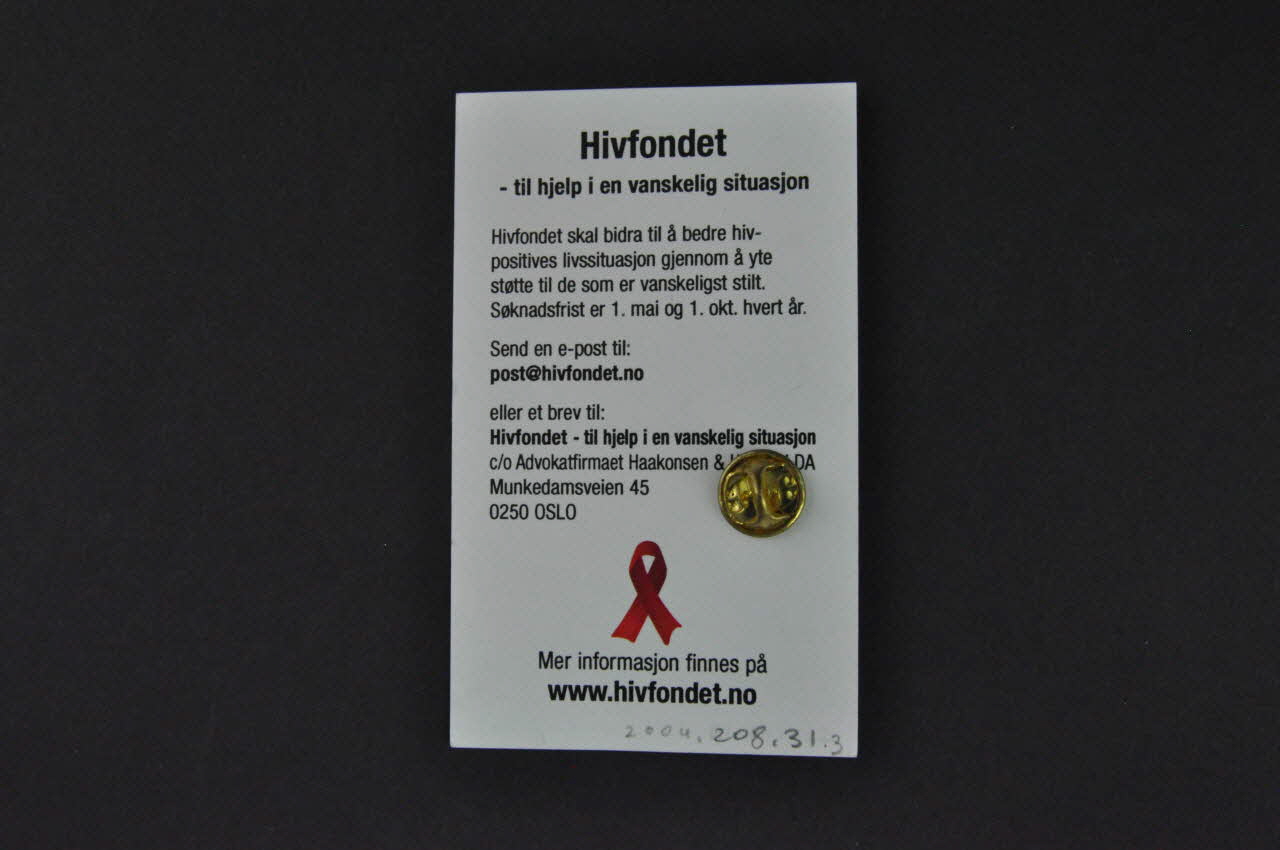 Hivfondet
- til hjelp i en vanskelig situasjon
Hivfondet skal bidra til å bedre hiv-
positives livssituasjon gjennom å yte
støtte til de som er vanskeligst stilt.
Søknadsfrist er 1. mai og 1. okt. hvert år.
Send en e-post til:
post@hivfondet.no
eller et brev til:
Hivfondet - til hjelp i en vanskelig situasjon
c/o Advokatfirmaet Haakonsen & DA
Munkedamsveien 45
0250 OSLO
Mer informasjon finnes på
www.hivfondet.no
2004.208.31.3